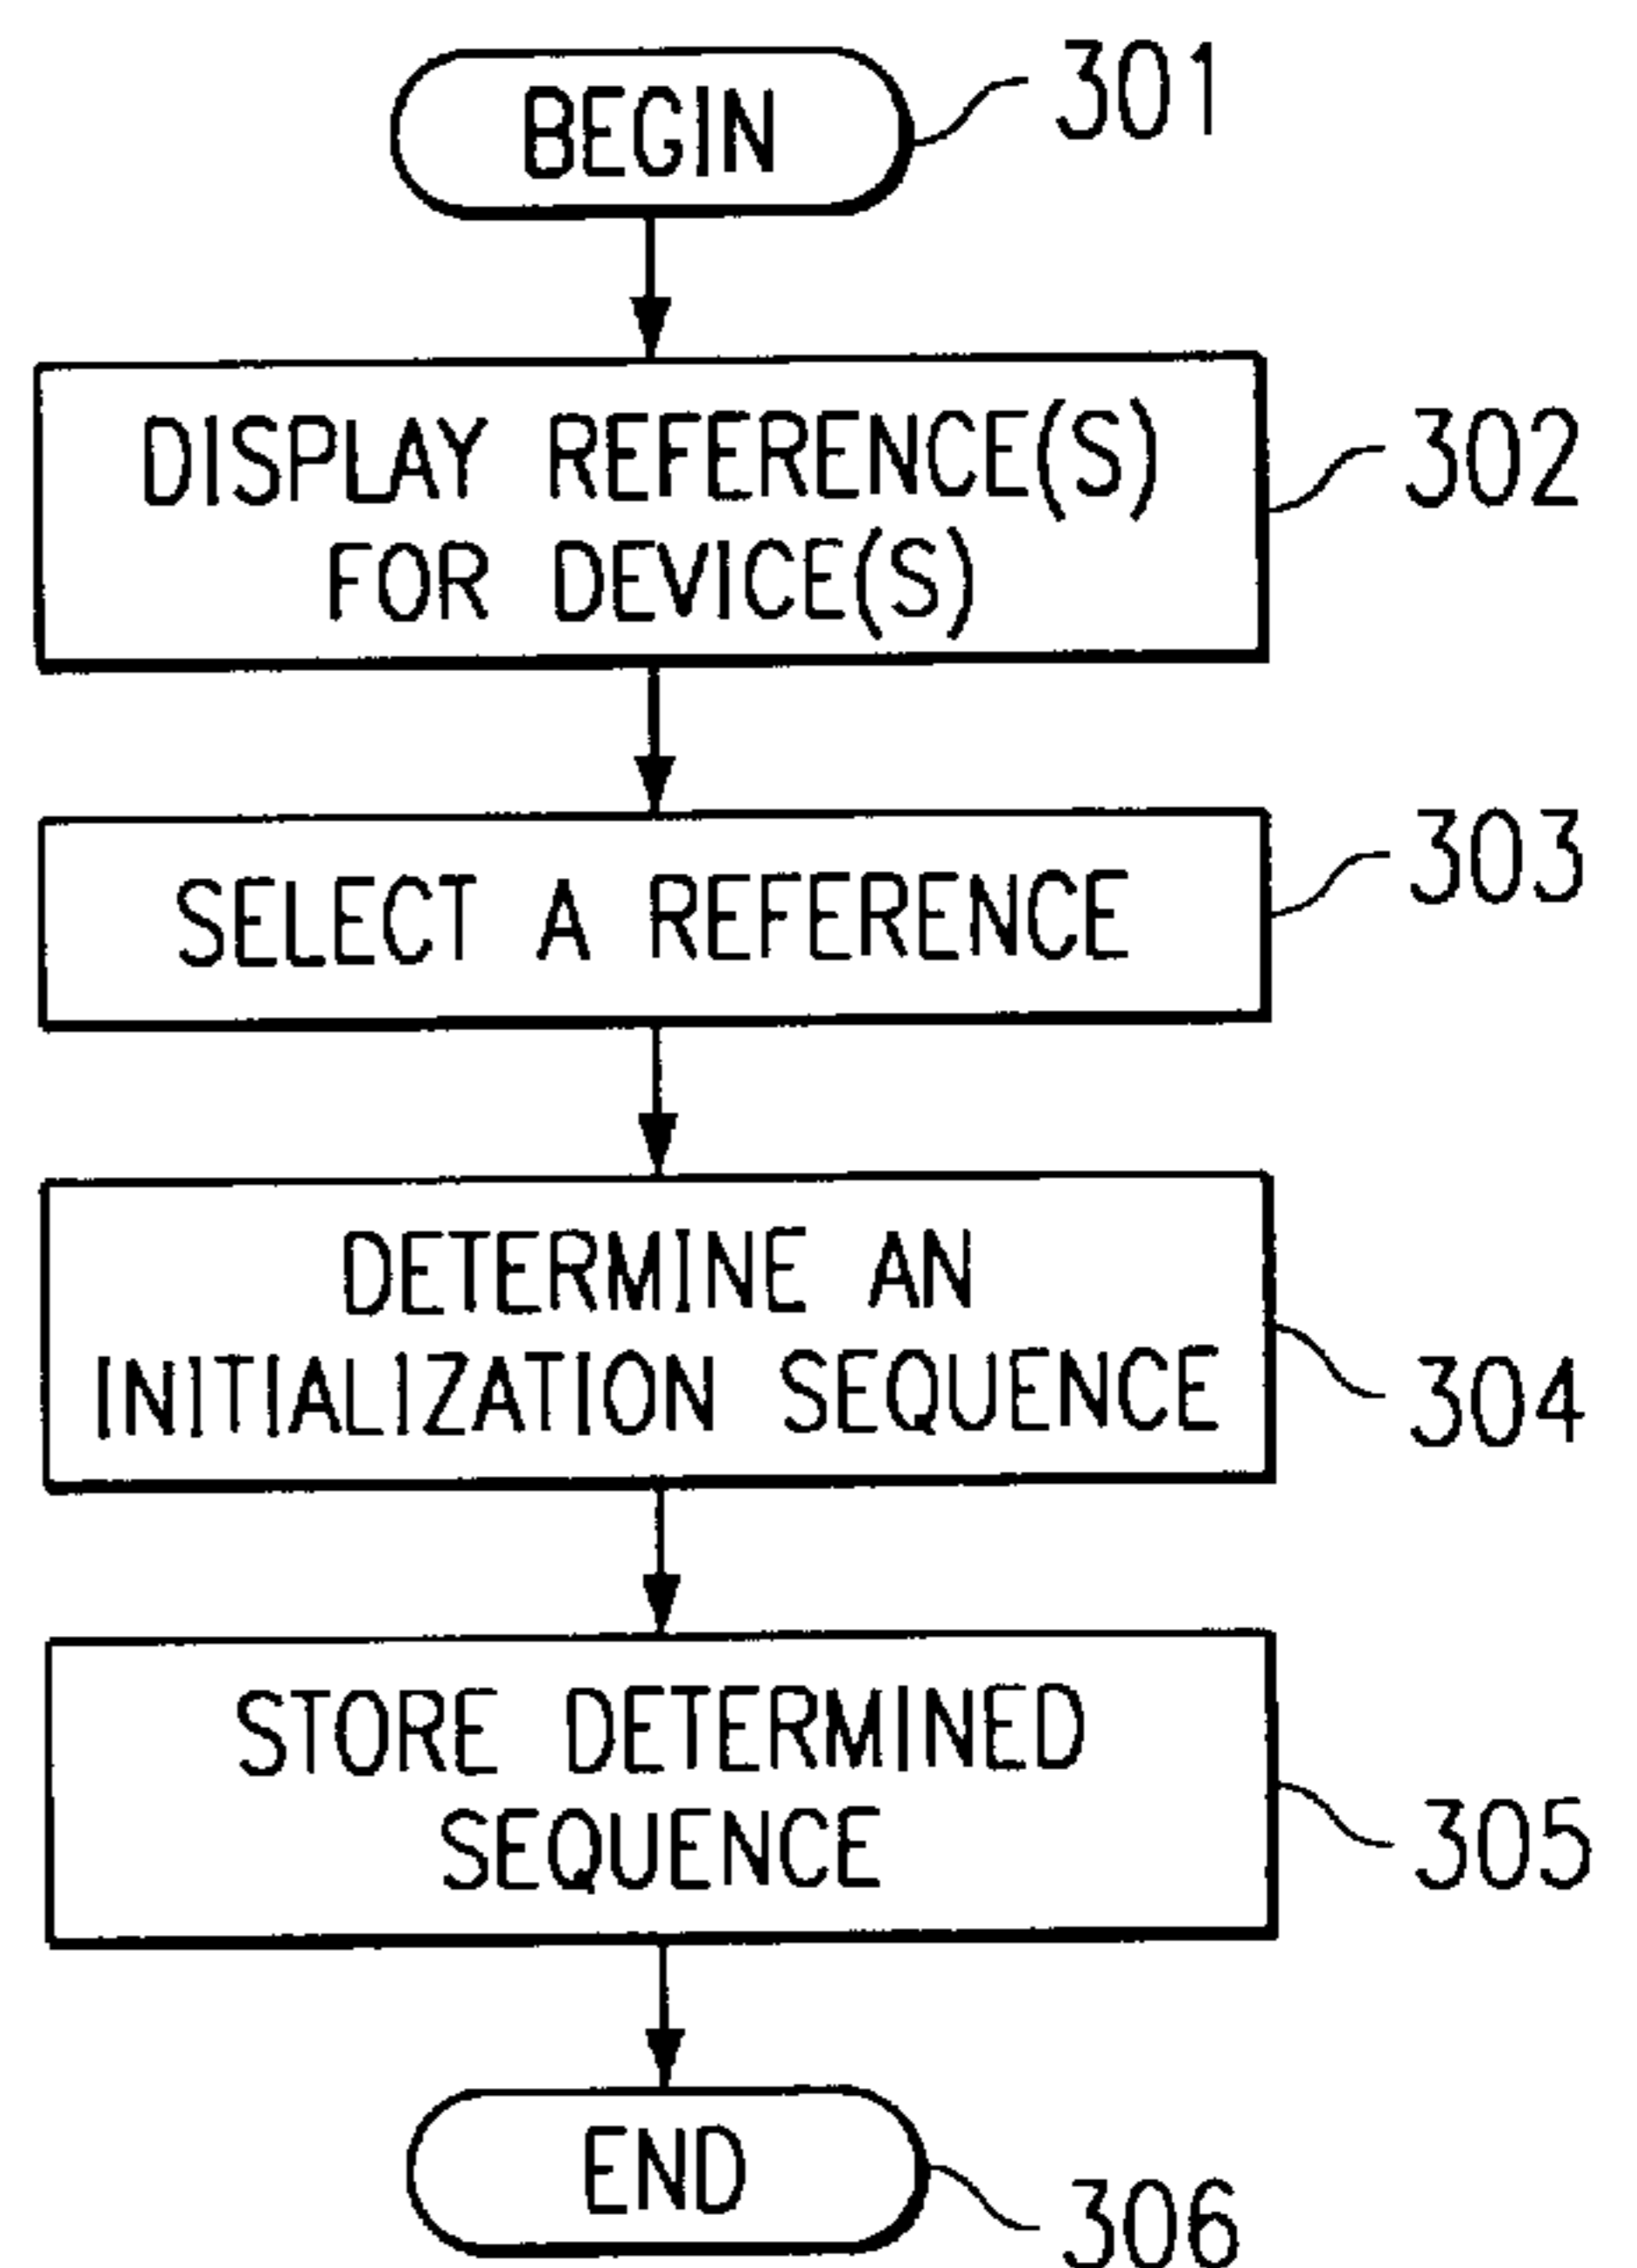 BEGIN
301
DISPLAY REFERENCE(S)
FOR DEVICE(S)
302
SELECT A REFERENCE
303
DETERMINE AN
INITIALIZATION SEQUENCE
304
STORE DETERMINED
SEQUENCE
305
END
306